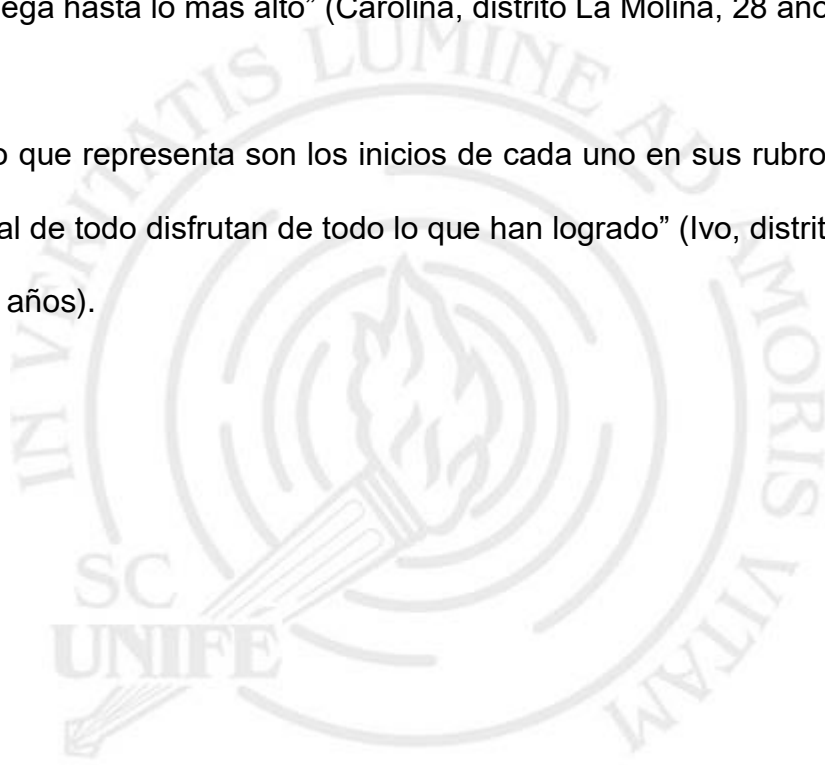 ega hasta lo más alto” (Carolina, distrito La Molina, 28 año
o que representa son los inicios de cada uno en sus rubro
al de todo disfrutan de todo lo que han logrado” (Ivo, distrit
años).
IN VERITATIS LUMINE AD AMORIS VITAM
SC
UNIFE